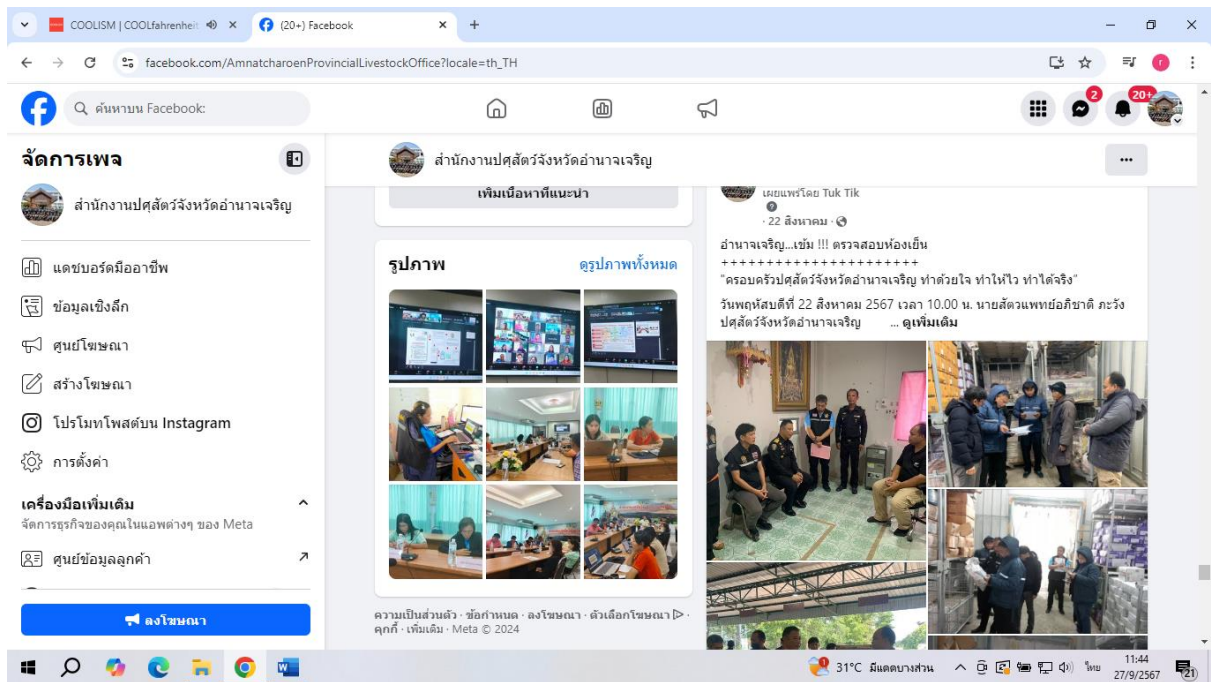 COOLISM | COOLfahrenheit
(20+) Facebook
facebook.com/AmnatcharoenProvincialLivestockOffice?locale=th_TH
r
ค้นหาบน Facebook:
2
20+
จัดการเพจ
สำนักงานปศุสัตว์จังหวัดอำนาจเจริญ
แดชบอร์ดมืออาชีพ
ข้อมูลเชิงลึก
ศูนย์โฆษณา
สร้างโฆษณา
โปรโมทโพสต์บน Instagram
การตั้งค่า
เครื่องมือเพิ่มเติม
จัดการธุรกิจของคุณในแอพต่างๆ ของ Meta
ศูนย์ข้อมูลลูกค้า
ลงโฆษณา
สำนักงานปศุสัตว์จังหวัดอำนาจเจริญ
เพิ่มเนื้อหาที่แนะนำ
รูปภาพ
ดูรูปภาพทั้งหมด
ความเป็นส่วนตัว · ข้อกำหนด · ลงโฆษณา · ตัวเลือกโฆษณา ·
คุกกี้ · เพิ่มเติม · Meta © 2024
เผยแพร่โดย Tuk Tik
· 22 สิงหาคม ·
อำนาจเจริญ...เข้ม !!! ตรวจสอบห้องเย็น
++++++++++++++++++++++
"ครอบครัวปศุสัตว์จังหวัดอำนาจเจริญ ทำด้วยใจ ทำให้ไว ทำได้จริง"
วันพฤหัสบดีที่ 22 สิงหาคม 2567 เวลา 10.00 น. นายสัตวแพทย์อภิชาติ ภะวัง
ปศุสัตว์จังหวัดอำนาจเจริญ ... ดูเพิ่มเติม
31°C มีแดดบางส่วน
ไทย
11:44
27/9/2567
21